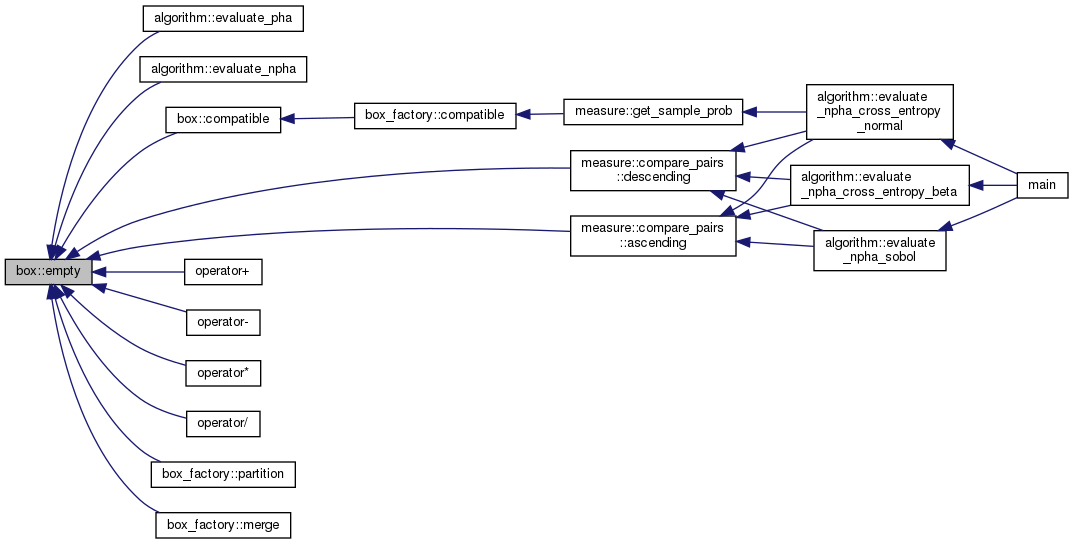 algorithm::evaluate_pha
algorithm::evaluate_npha
box::compatible
box_factory::compatible
measure::get_sample_prob
algorithm::evaluate
_npha_cross_entropy
_normal
measure::compare_pairs
::descending
algorithm::evaluate
_npha_cross_entropy_beta
main
measure::compare_pairs
::ascending
algorithm::evaluate
_npha_sobol
box::empty
operator+
operator-
operator*
operator/
box_factory::partition
box_factory::merge